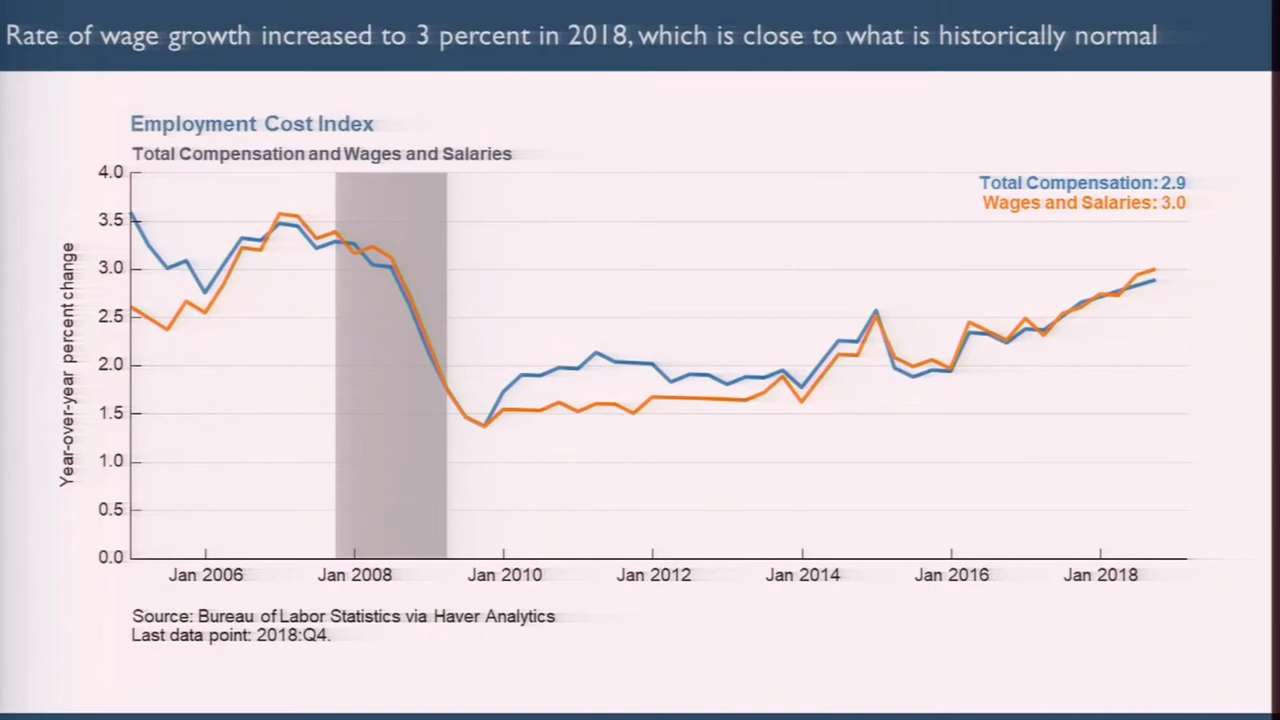 Rate of wage growth increased to 3 percent in 2018, which is close to what is historically normal
Employment Cost Index
Total Compensation and Wages and Salaries
Total Compensation: 2.9
Wages and Salaries: 3.0
Year-over-year percent change
4.0
3.5
3.0
2.5
2.0
1.5
1.0
0.5
0.0
Jan 2006 Jan 2008 Jan 2010 Jan 2012 Jan 2014 Jan 2016 Jan 2018
Source: Bureau of Labor Statistics via Haver Analytics
Last data point: 2018:Q4.